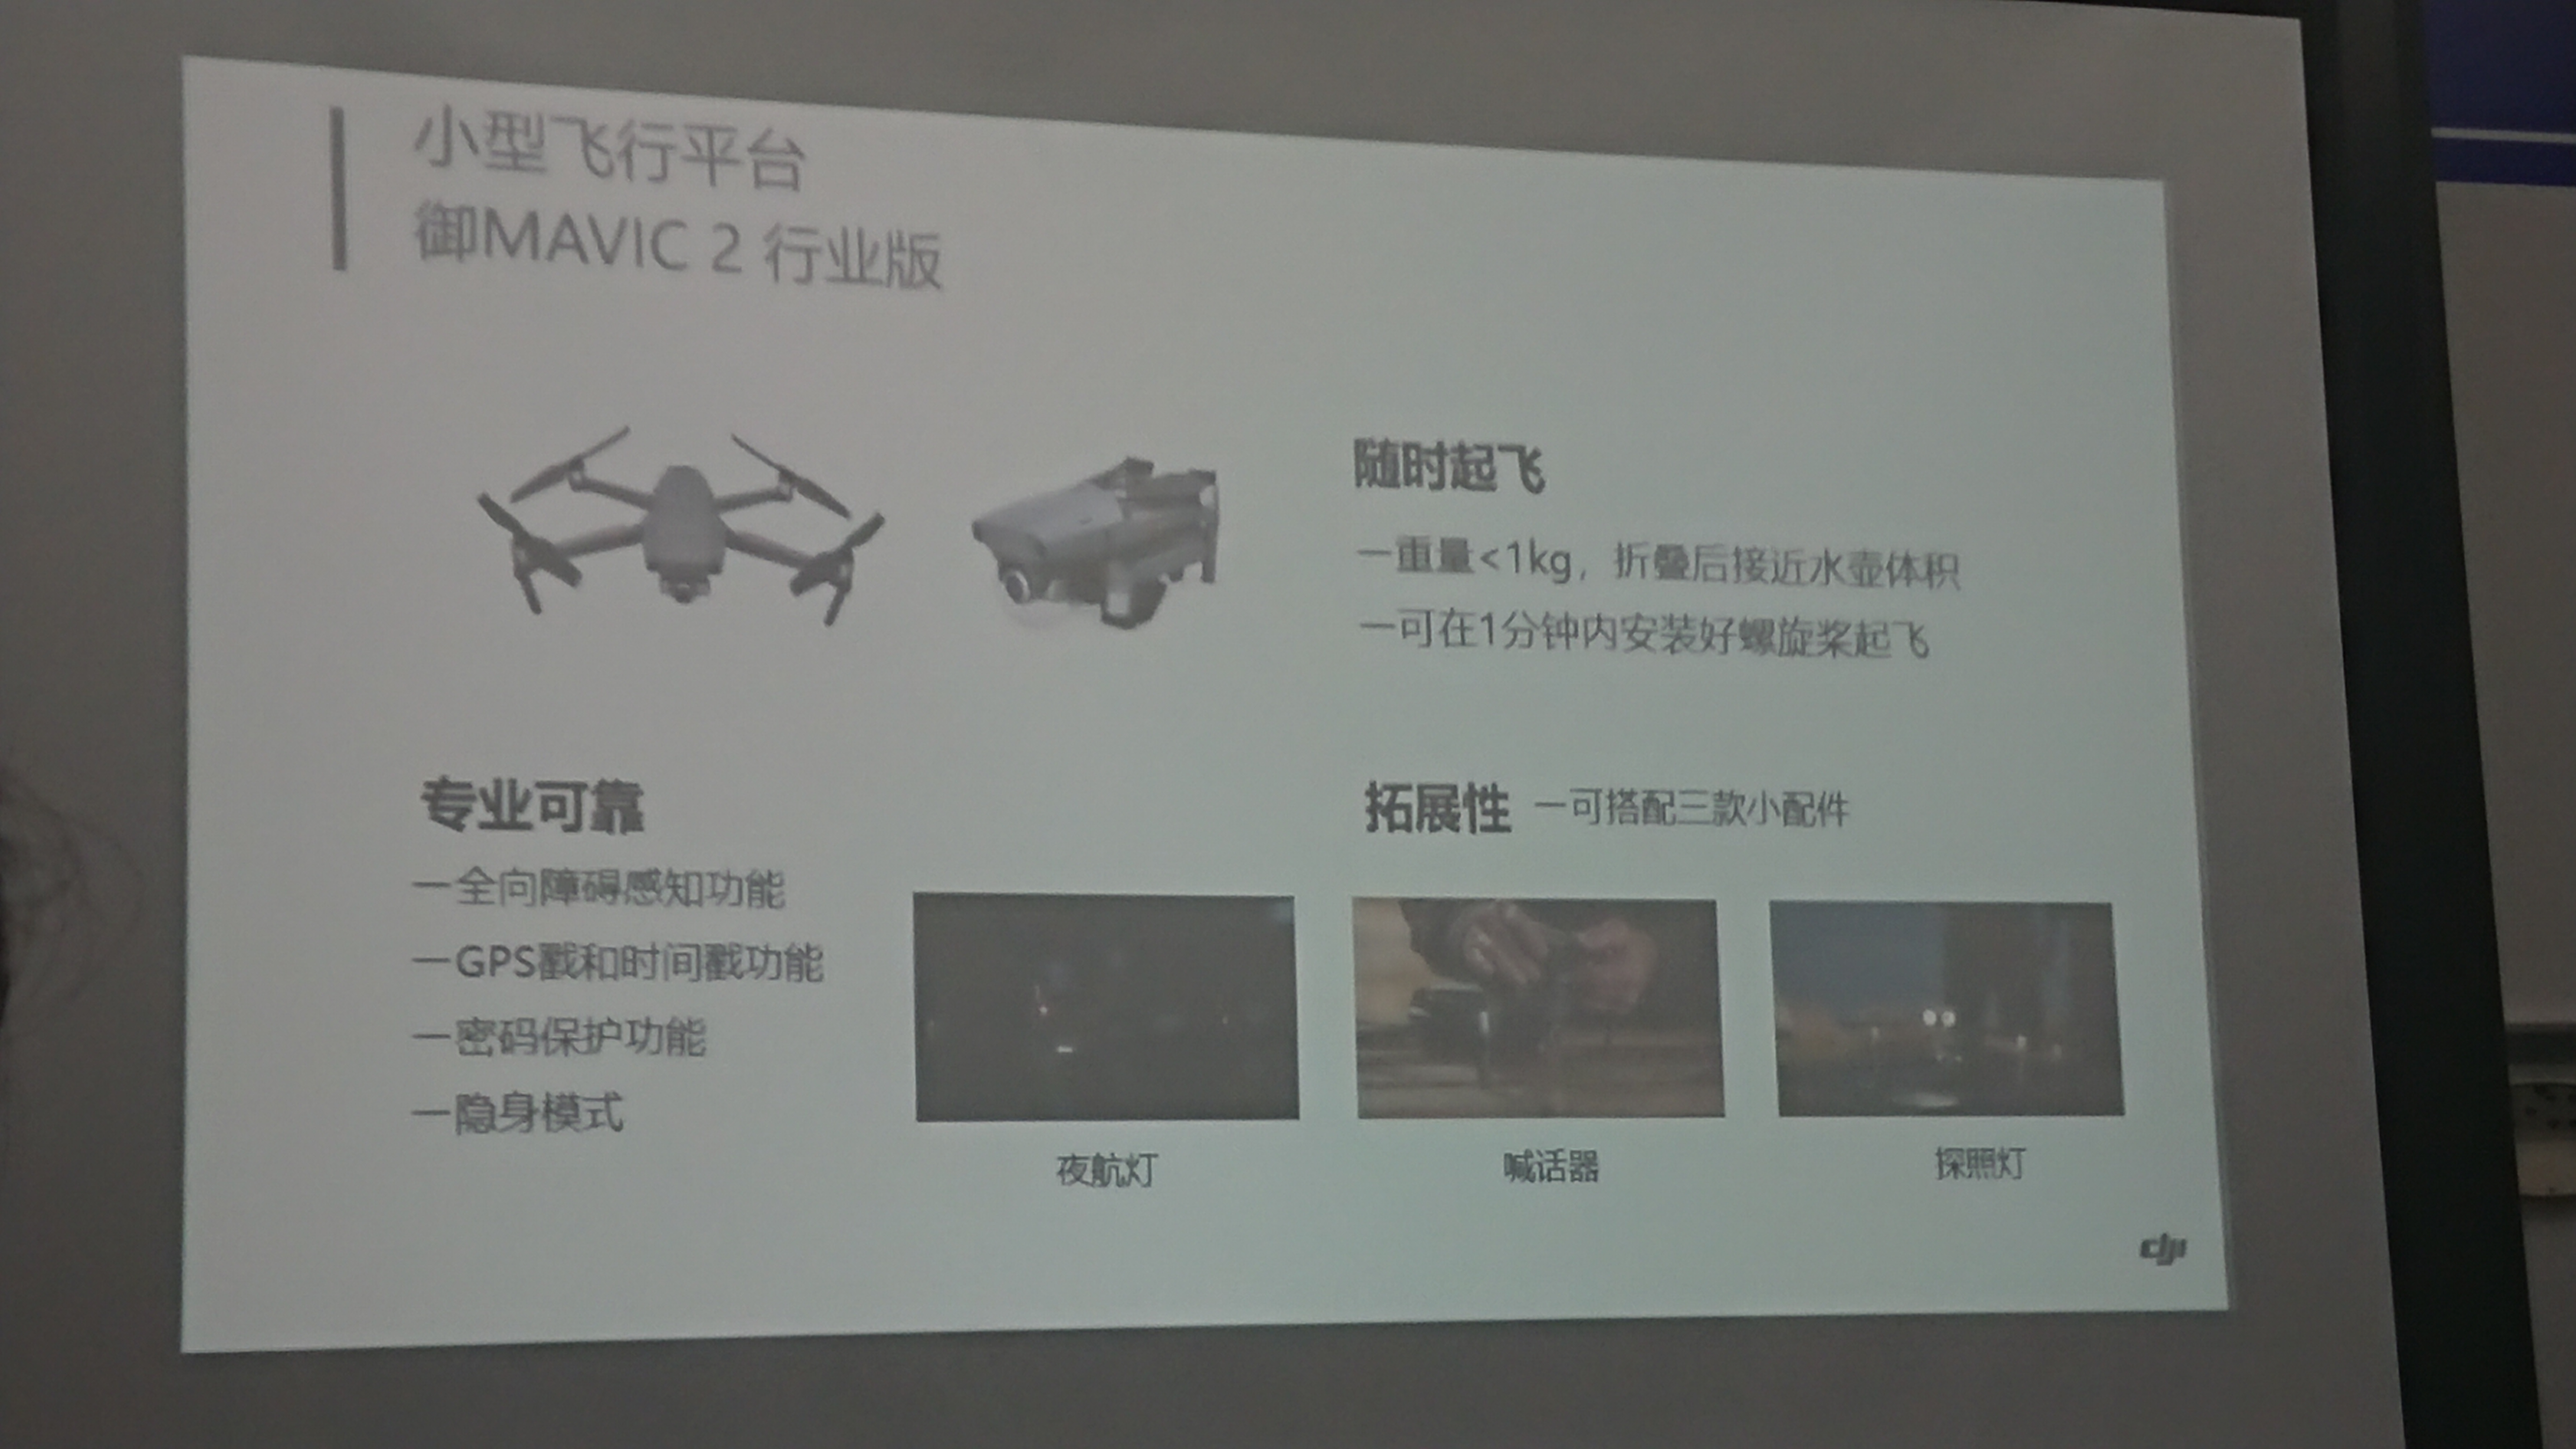 小型飞行平台
御MAVIC 2 行业版
随时起飞
一重量<1kg，折叠后接近水壶体积
一可在1分钟内安装好螺旋桨起飞
专业可靠
一全向障碍感知功能
一GPS戳和时间戳功能
一密码保护功能
一隐身模式
拓展性 一可搭配三款小配件
夜航灯
喊话器
探照灯
dji